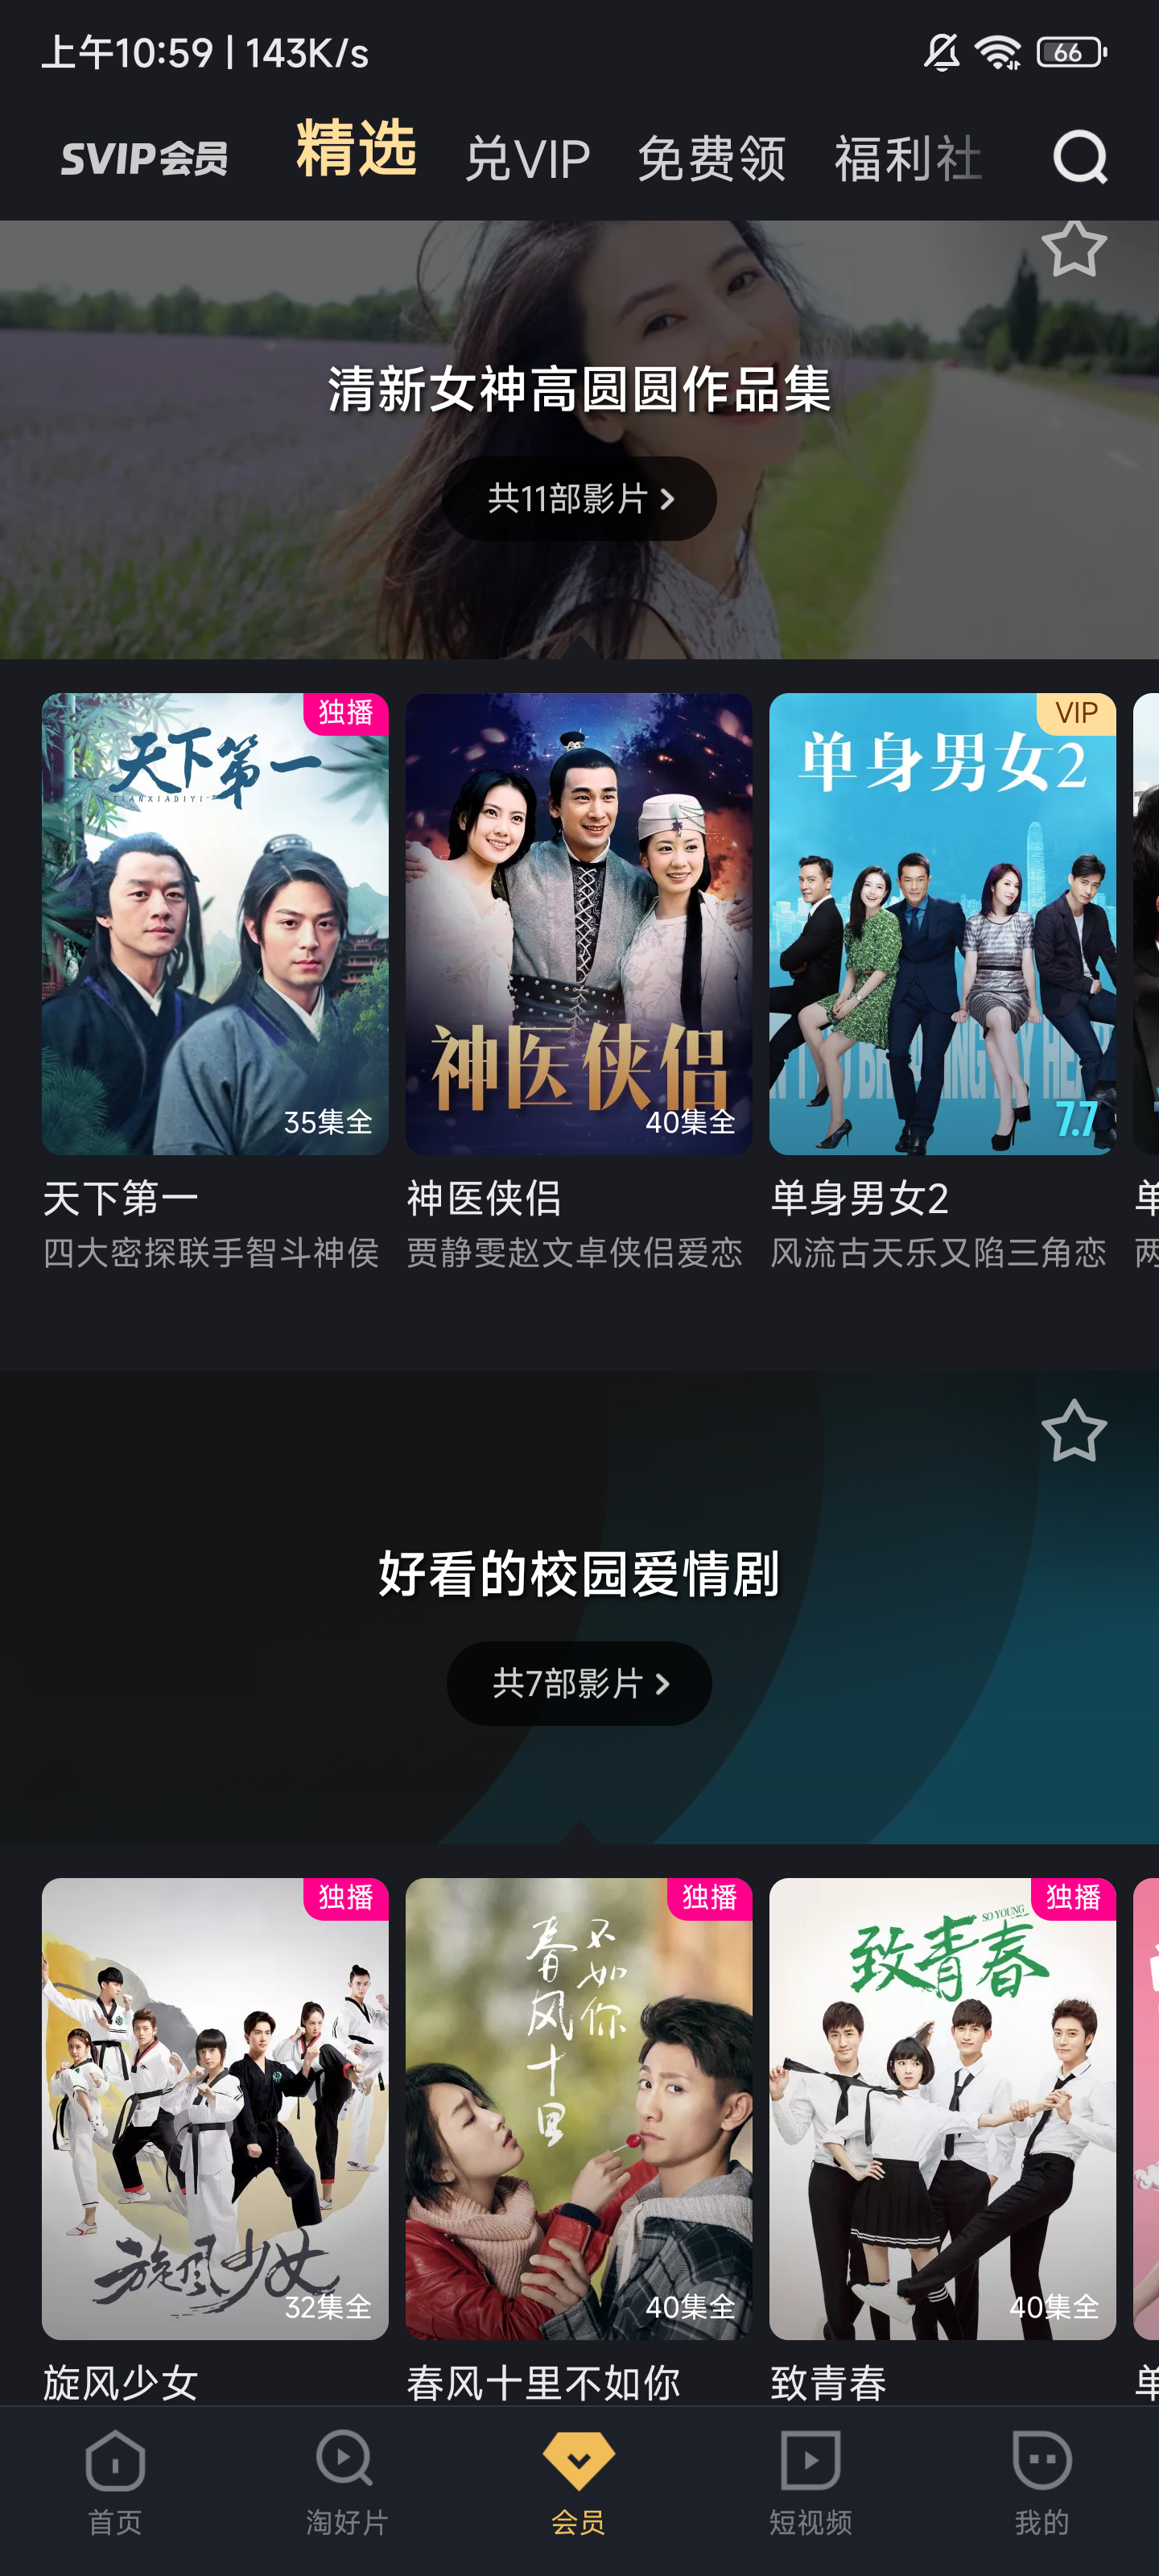 上午10:59 | 143K/s
66
SVIP会员 精选 兑VIP 免费领 福利社
清新女神高圆圆作品集
共11部影片
独播
天下第一
TIANXIADIYI
35集全
神医侠侣
40集全
VIP
单身男女2
7.7
天下第一 神医侠侣 单身男女2 单
四大密探联手智斗神侯 贾静雯赵文卓侠侣爱恋 风流古天乐又陷三角恋 两
好看的校园爱情剧
共7部影片
独播
旋风少女
32集全
独播
春风十里
不如你
40集全
独播
SO YOUNG
致青春
40集全
旋风少女 春风十里不如你 致青春 单
首页 淘好片 会员 短视频 我的